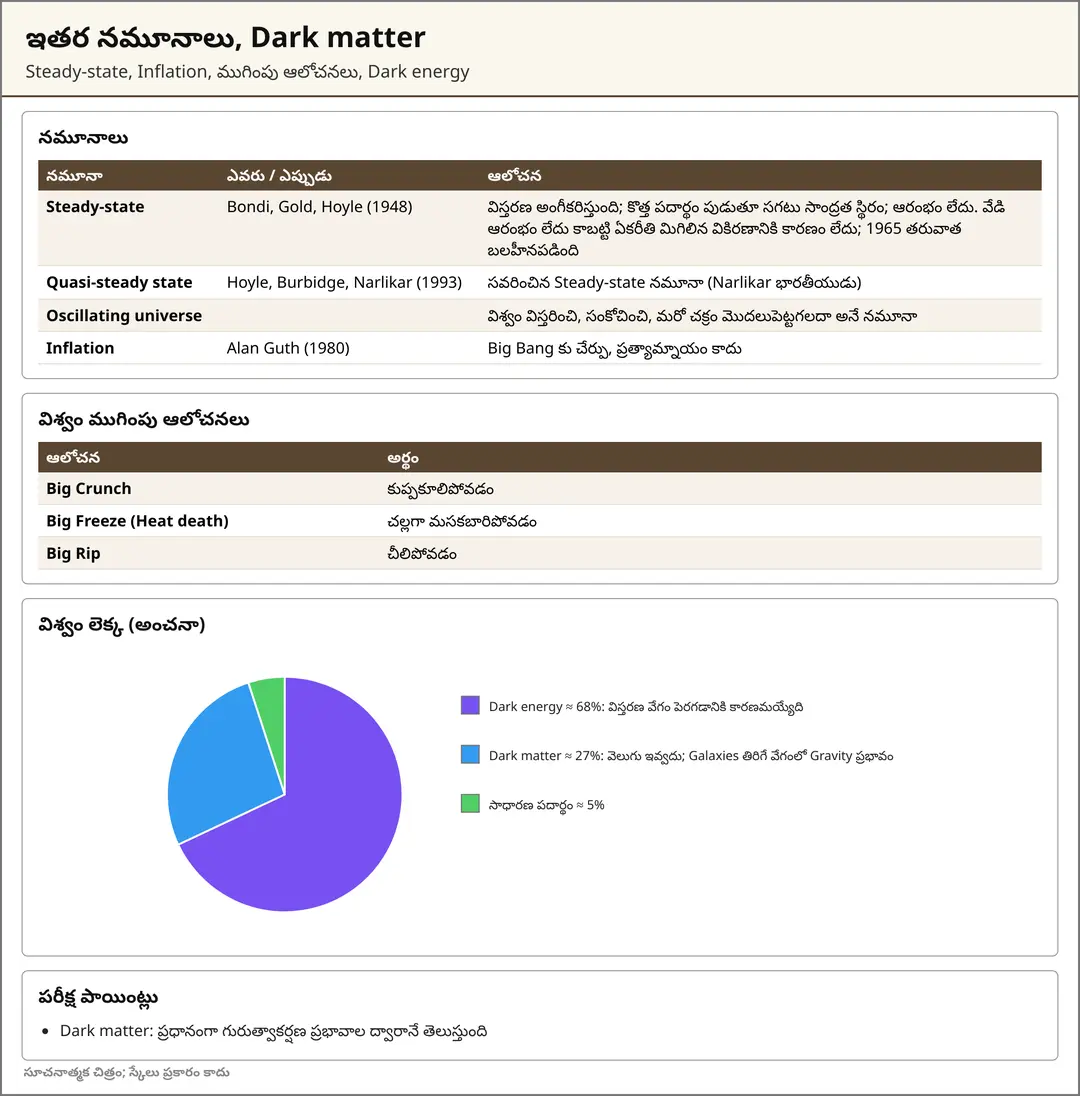 ఇతర నమూనాలు, Dark matter
Steady-state, Inflation, ముగింపు ఆలోచనలు, Dark energy
నమూనాలు
నమూనా ఎవరు / ఎప్పుడు ఆలోచన
Steady-state Bondi, Gold, Hoyle (1948) విస్తరణ అంగీకరిస్తుంది; కొత్త పదార్థం పుడుతూ సగటు సాంద్రత స్థిరం; ఆరంభం లేదు. వేడి
ఆరంభం లేదు కాబట్టి ఏకరీతి మిగిలిన వికిరణానికి కారణం లేదు; 1965 తరువాత
బలహీనపడింది
Quasi-steady state Hoyle, Burbidge, Narlikar (1993) సవరించిన Steady-state నమూనా (Narlikar భారతీయుడు)
Oscillating universe విశ్వం విస్తరించి, సంకోచించి, మరో చక్రం మొదలుపెట్టగలదా అనే నమూనా
Inflation Alan Guth (1980) Big Bang కు చేర్పు, ప్రత్యామ్నాయం కాదు
విశ్వం ముగింపు ఆలోచనలు
ఆలోచన అర్థం
Big Crunch కుప్పకూలిపోవడం
Big Freeze (Heat death) చల్లగా మసకబారిపోవడం
Big Rip చీలిపోవడం
విశ్వం లెక్క (అంచనా)
Dark energy ≈ 68%: విస్తరణ వేగం పెరగడానికి కారణమయ్యేది
Dark matter ≈ 27%: వెలుగు ఇవ్వదు; Galaxies తిరిగే వేగంలో Gravity ప్రభావం
సాధారణ పదార్థం ≈ 5%
పరీక్ష పాయింట్లు
• Dark matter: ప్రధానంగా గురుత్వాకర్షణ ప్రభావాల ద్వారానే తెలుస్తుంది
సూచనాత్మక చిత్రం; స్కేలు ప్రకారం కాదు